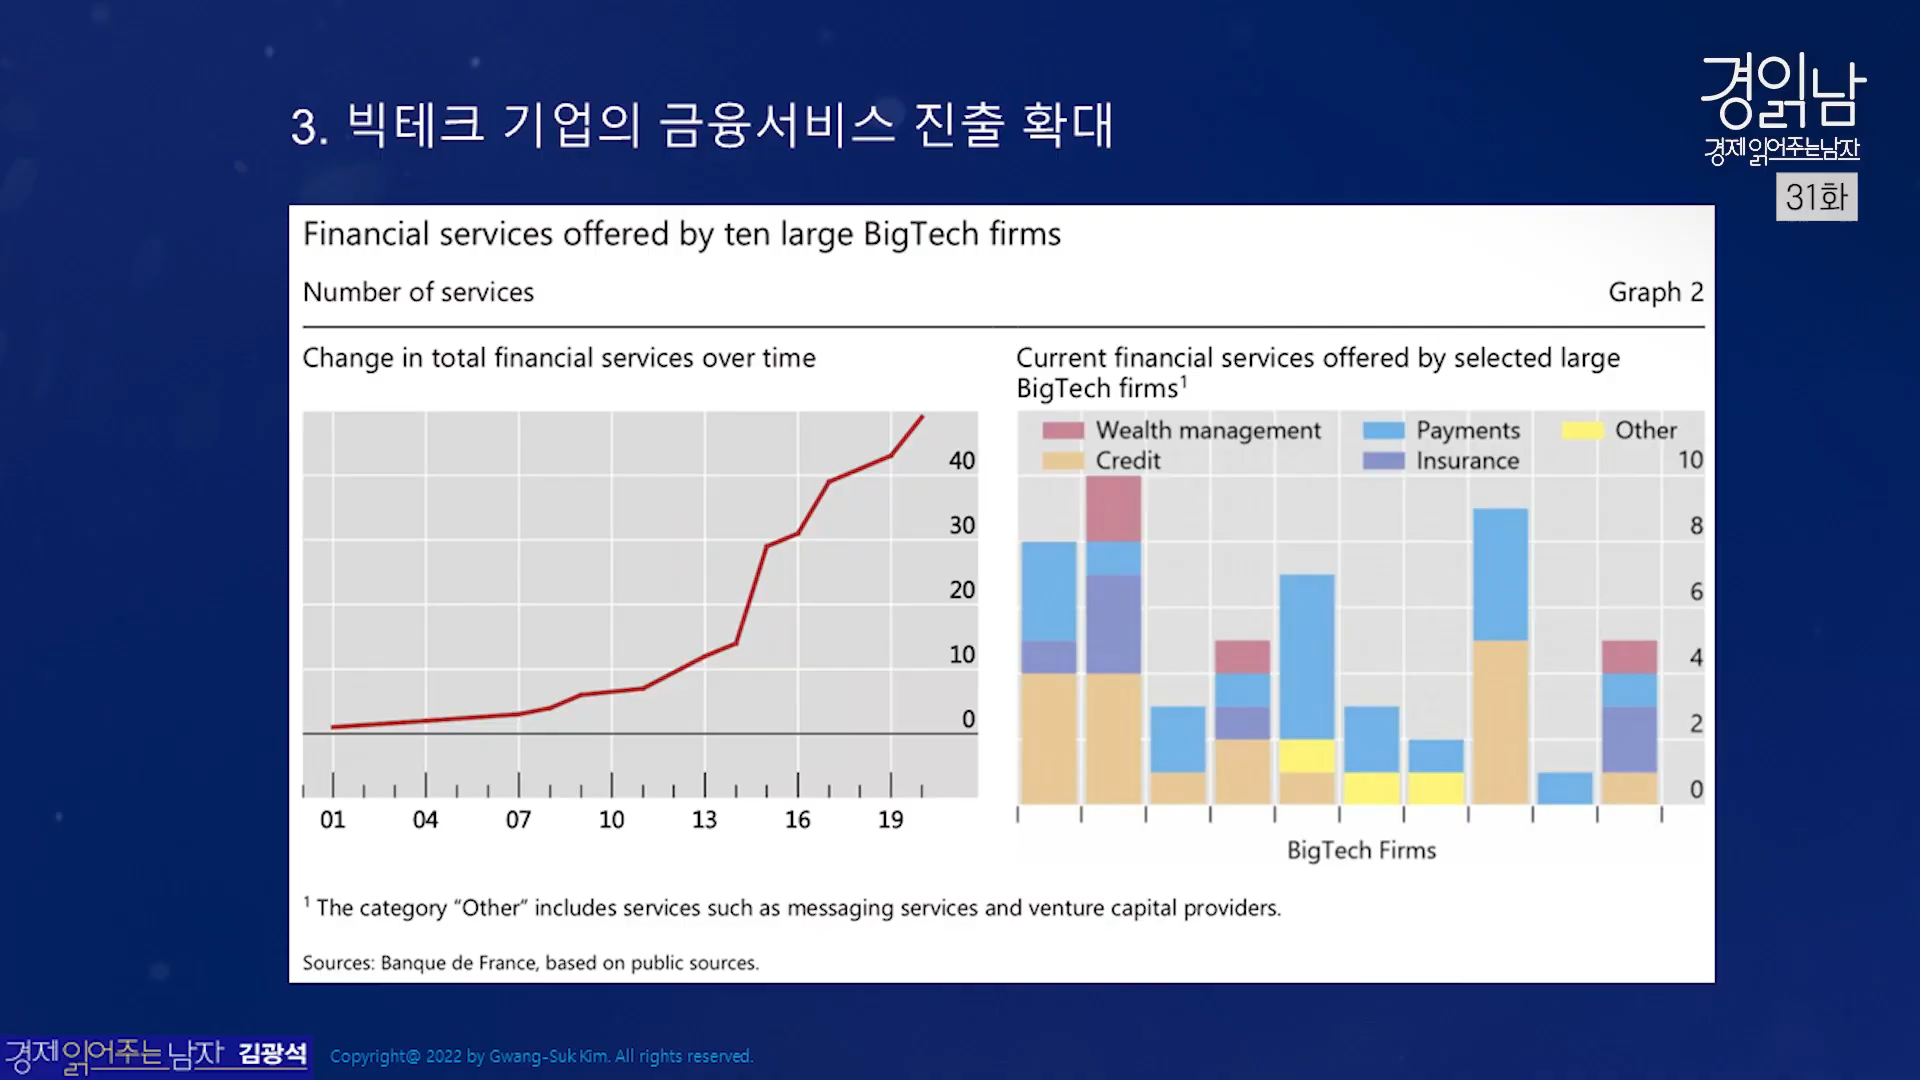 3. 빅테크 기업의 금융서비스 진출 확대
경읽남
경제 읽어주는남자
31화
Financial services offered by ten large BigTech firms
Number of services
Graph 2
Change in total financial services over time
40
30
20
10
0
01 04 07 10 13 16 19
Current financial services offered by selected large
BigTech firms¹
Wealth management Payments Other
Credit Insurance
10
8
6
4
2
0
BigTech Firms
¹ The category “Other” includes services such as messaging services and venture capital providers.
Sources: Banque de France, based on public sources.
경제 읽어주는 남자 김광석
Copyright@ 2022 by Gwang-Suk Kim. All rights reserved.